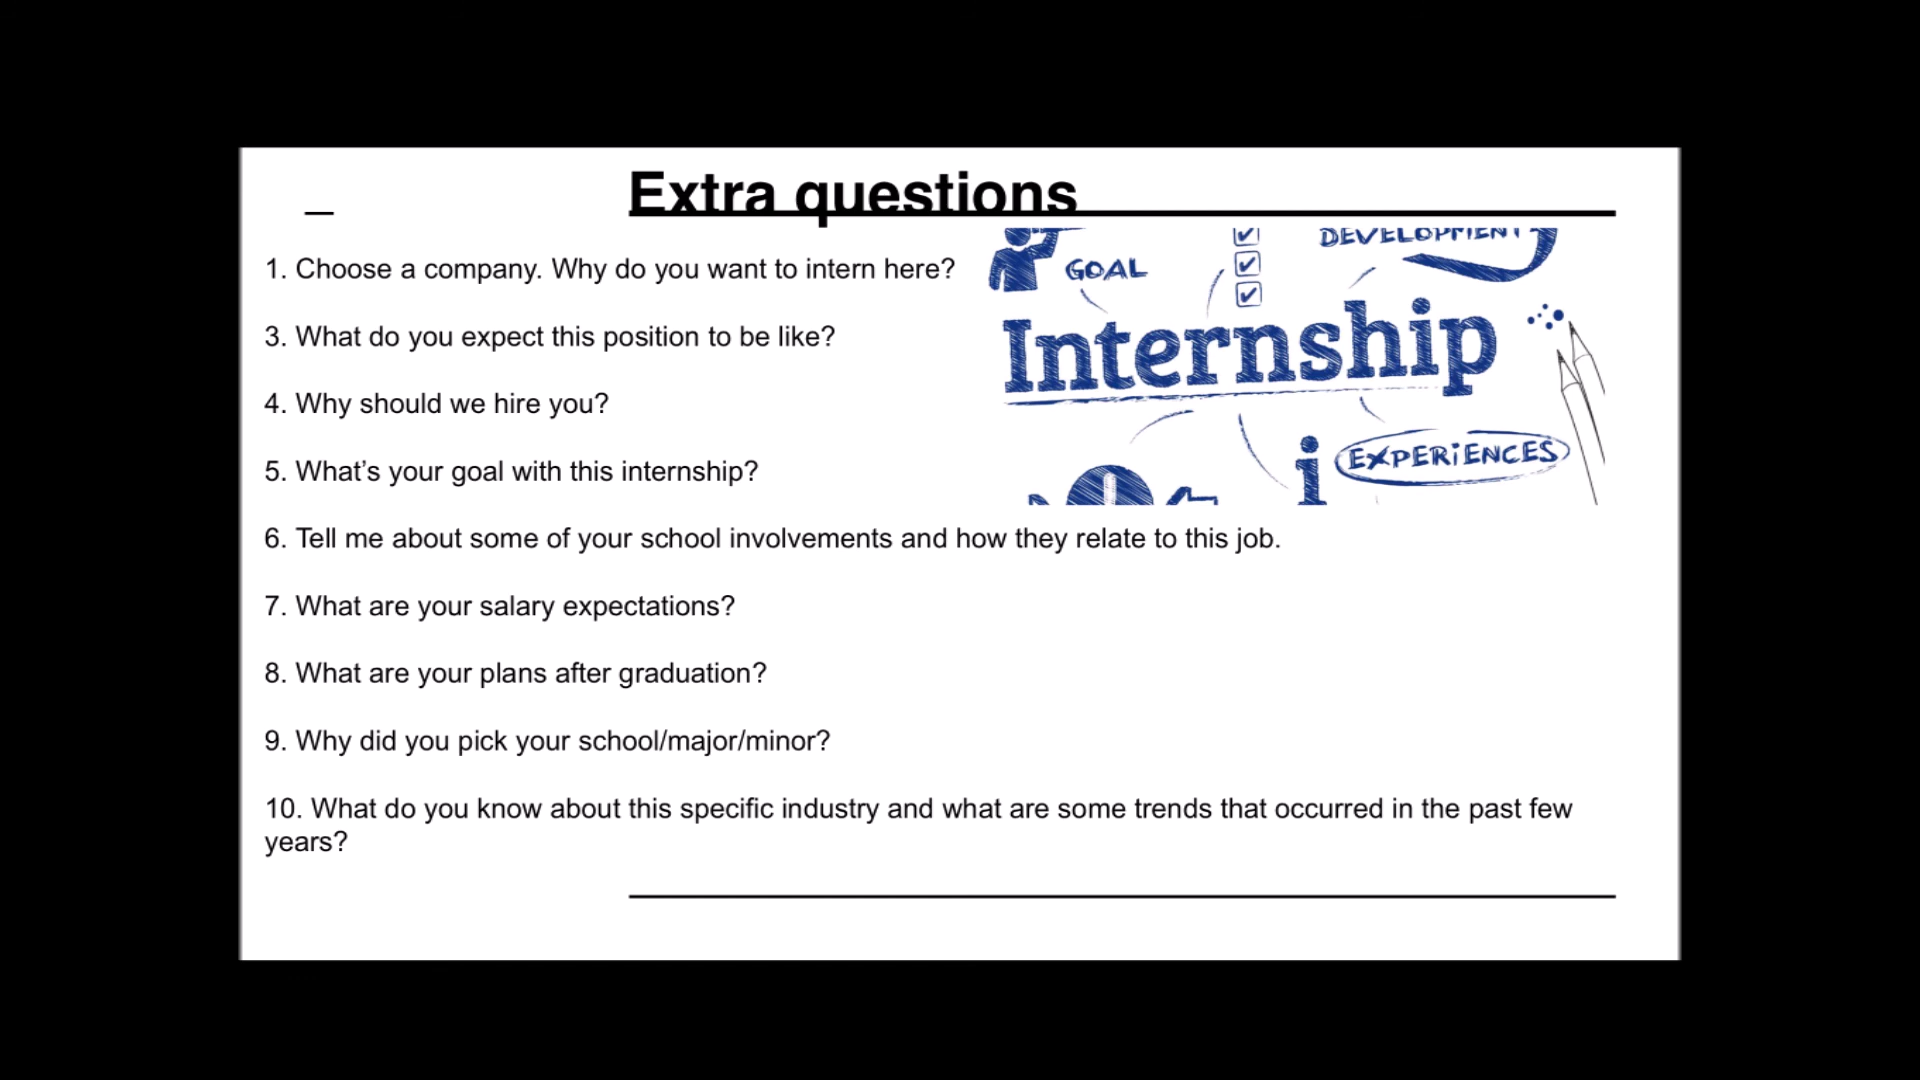 Extra questions
1. Choose a company. Why do you want to intern here?
3. What do you expect this position to be like?
4. Why should we hire you?
5. What’s your goal with this internship?
6. Tell me about some of your school involvements and how they relate to this job.
7. What are your salary expectations?
8. What are your plans after graduation?
9. Why did you pick your school/major/minor?
10. What do you know about this specific industry and what are some trends that occurred in the past few
years?
DEVELOPMENT
GOAL
Internship
i
EXPERiENCES